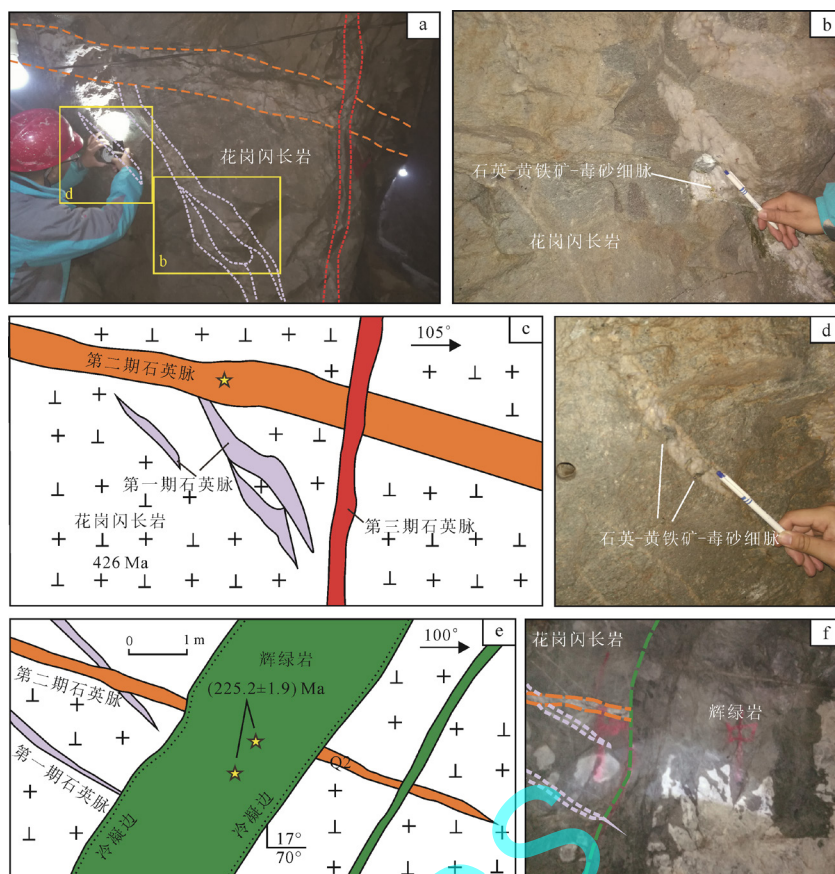 a
花岗闪长岩
d
b
b
石英-黄铁矿-毒砂细脉
花岗闪长岩
c
105°
第二期石英脉
第一期石英脉
花岗闪长岩
第三期石英脉
426 Ma
d
石英-黄铁矿-毒砂细脉
e
0 1 m
100°
辉绿岩
(225.2±1.9) Ma
第二期石英脉
第一期石英脉
Q2
冷凝边
冷凝边
17°
70°
f
花岗闪长岩
辉绿岩
S